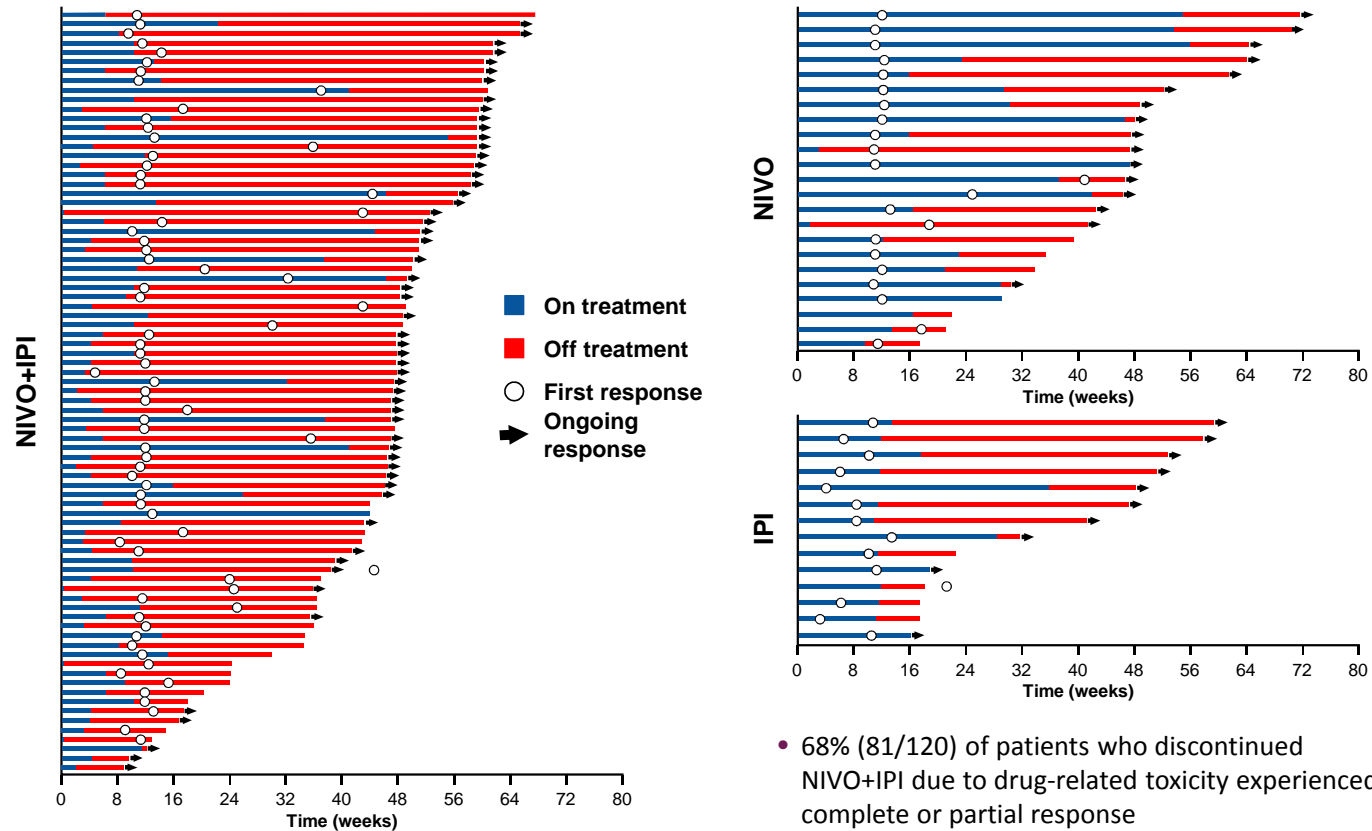 NIVO+IPI
0 8 16 24 32 40 48 56 64 72 80
Time (weeks)
On treatment
Off treatment
First response
Ongoing
response
NIVO
0 8 16 24 32 40 48 56 64 72 80
Time (weeks)
IPI
0 8 16 24 32 40 48 56 64 72 80
Time (weeks)
• 68% (81/120) of patients who discontinued
NIVO+IPI due to drug-related toxicity experienced
complete or partial response